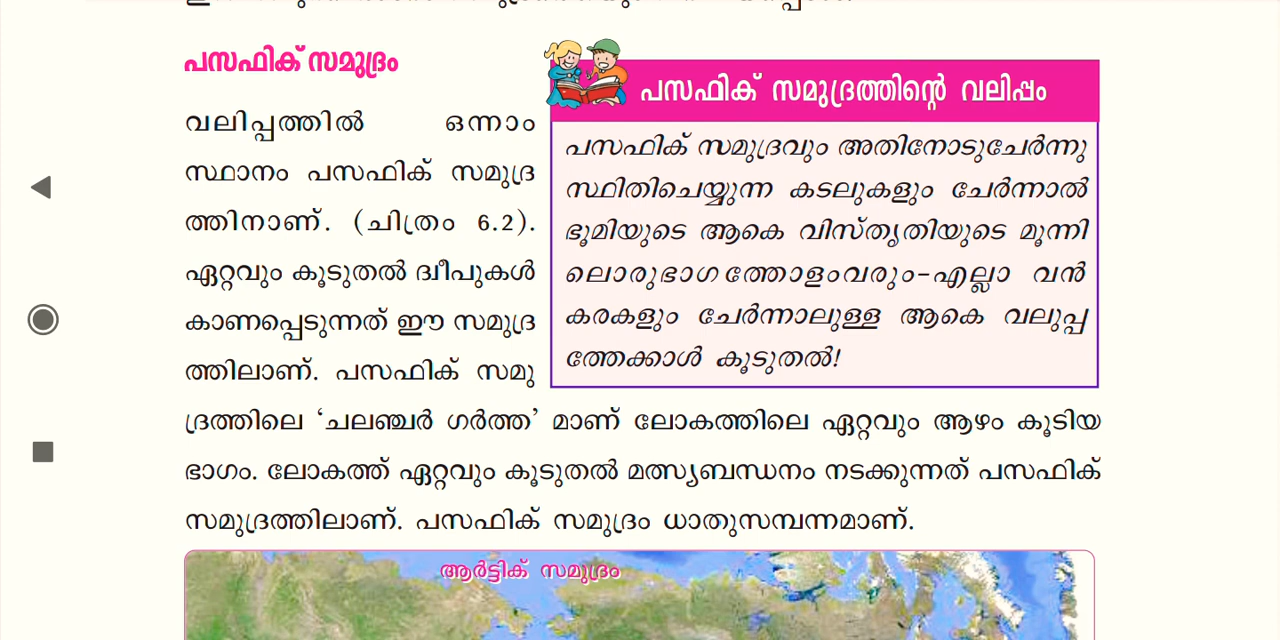 പസഫിക് സമുദ്രം
വലിപ്പത്തിൽ ഒന്നാം
സ്ഥാനം പസഫിക് സമുദ്ര
ത്തിനാണ്. (ചിത്രം 6.2).
ഏറ്റവും കൂടുതൽ ദ്വീപുകൾ
കാണപ്പെടുന്നത് ഈ സമുദ്ര
ത്തിലാണ്. പസഫിക് സമു
ദ്രത്തിലെ ‘ചലഞ്ചർ ഗർത്ത’ മാണ് ലോകത്തിലെ ഏറ്റവും ആഴം കൂടിയ
ഭാഗം. ലോകത്ത് ഏറ്റവും കൂടുതൽ മത്സ്യബന്ധനം നടക്കുന്നത് പസഫിക്
സമുദ്രത്തിലാണ്. പസഫിക് സമുദ്രം ധാതുസമ്പന്നമാണ്.
പസഫിക് സമുദ്രത്തിന്റെ വലിപ്പം
പസഫിക് സമുദ്രവും അതിനോടുചേർന്നു
സ്ഥിതിചെയ്യുന്ന കടലുകളും ചേർന്നാൽ
ഭൂമിയുടെ ആകെ വിസ്തൃതിയുടെ മൂന്നി
ലൊരുഭാഗത്തോളംവരും-എല്ലാ വൻ
കരകളും ചേർന്നാലുള്ള ആകെ വലുപ്പ
ത്തേക്കാൾ കൂടുതൽ!
ആർട്ടിക് സമുദ്രം